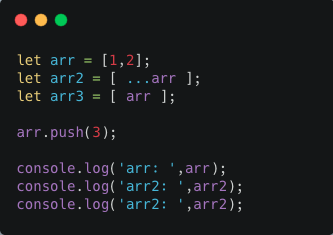 let arr = [1,2];
let arr2 = [ ...arr ];
let arr3 = [ arr ];
arr.push(3);
console.log('arr: ',arr);
console.log('arr2: ',arr2);
console.log('arr2: ',arr2);